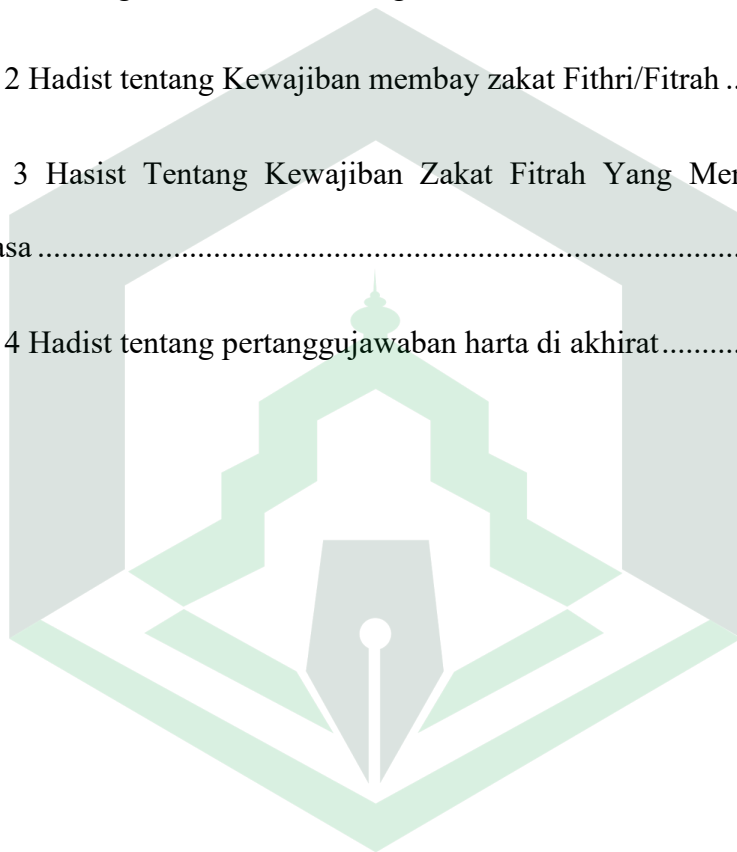 2 Hadist tentang Kewajiban membay zakat Fithri/Fitrah ..
3 Hasist Tentang Kewajiban Zakat Fitrah Yang Men
asa ....................................................................................
4 Hadist tentang pertanggujawaban harta di akhirat..........